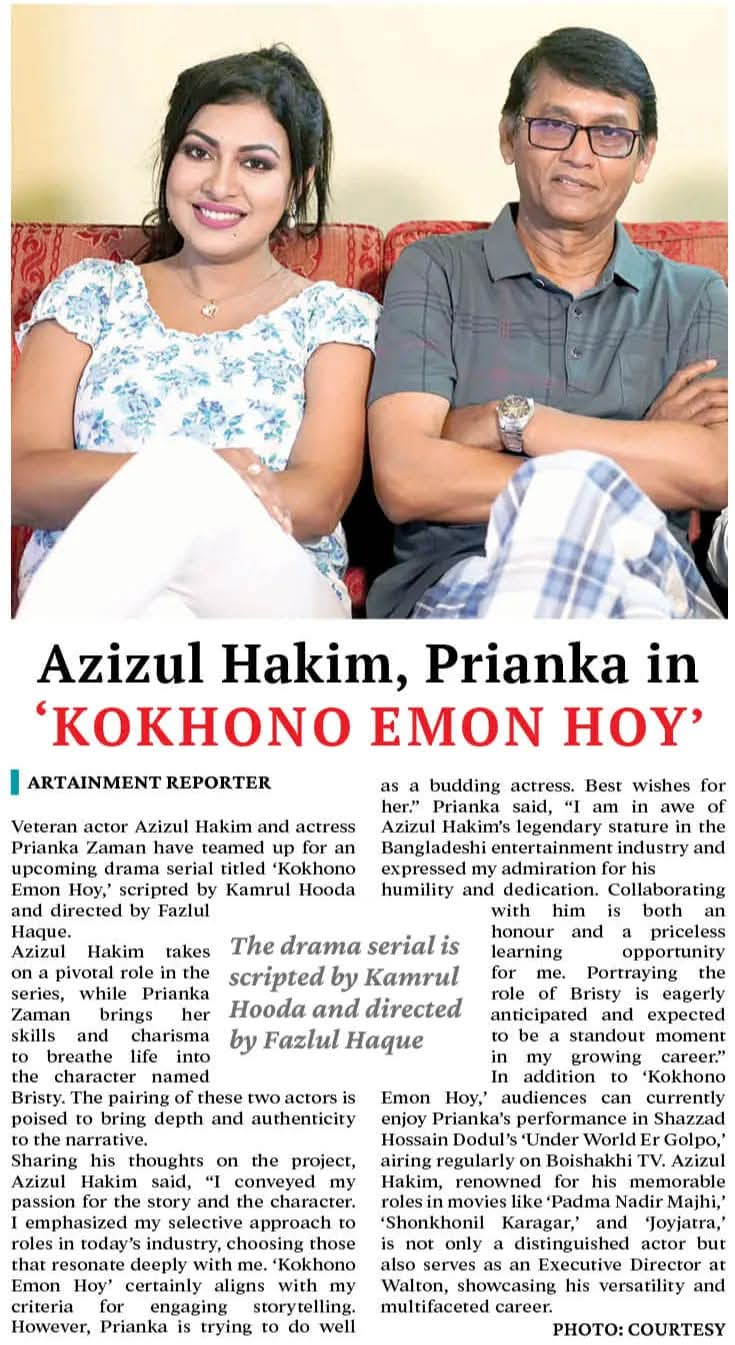 Azizul Hakim, Prianka in
‘KOKHONO EMON HOY’
ARTAINMENT REPORTER
Veteran actor Azizul Hakim and actress
Prianka Zaman have teamed up for an
upcoming drama serial titled ‘Kokhono
Emon Hoy,’ scripted by Kamrul Hooda
and directed by Fazlul
Haque.
Azizul Hakim takes
on a pivotal role in the
series, while Prianka
Zaman brings her
skills and charisma
to breathe life into
the character named
Bristy. The pairing of these two actors is
poised to bring depth and authenticity
to the narrative.
Sharing his thoughts on the project,
Azizul Hakim said, “I conveyed my
passion for the story and the character.
I emphasized my selective approach to
roles in today’s industry, choosing those
that resonate deeply with me. ‘Kokhono
Emon Hoy’ certainly aligns with my
criteria for engaging storytelling.
However, Prianka is trying to do well
The drama serial is
scripted by Kamrul
Hooda and directed
by Fazlul Haque
as a budding actress. Best wishes for
her.” Prianka said, “I am in awe of
Azizul Hakim’s legendary stature in the
Bangladeshi entertainment industry and
expressed my admiration for his
humility and dedication. Collaborating
with him is both an
honour and a priceless
learning opportunity
for me. Portraying the
role of Bristy is eagerly
anticipated and expected
to be a standout moment
in my growing career.”
In addition to ‘Kokhono
Emon Hoy,’ audiences can currently
enjoy Prianka’s performance in Shazzad
Hossain Dodul’s ‘Under World Er Golpo,’
airing regularly on Boishakhi TV. Azizul
Hakim, renowned for his memorable
roles in movies like ‘Padma Nadir Majhi,’
‘Shonkhonil Karagar,’ and ‘Joyjatra,’
is not only a distinguished actor but
also serves as an Executive Director at
Walton, showcasing his versatility and
multifaceted career.
PHOTO: COURTESY